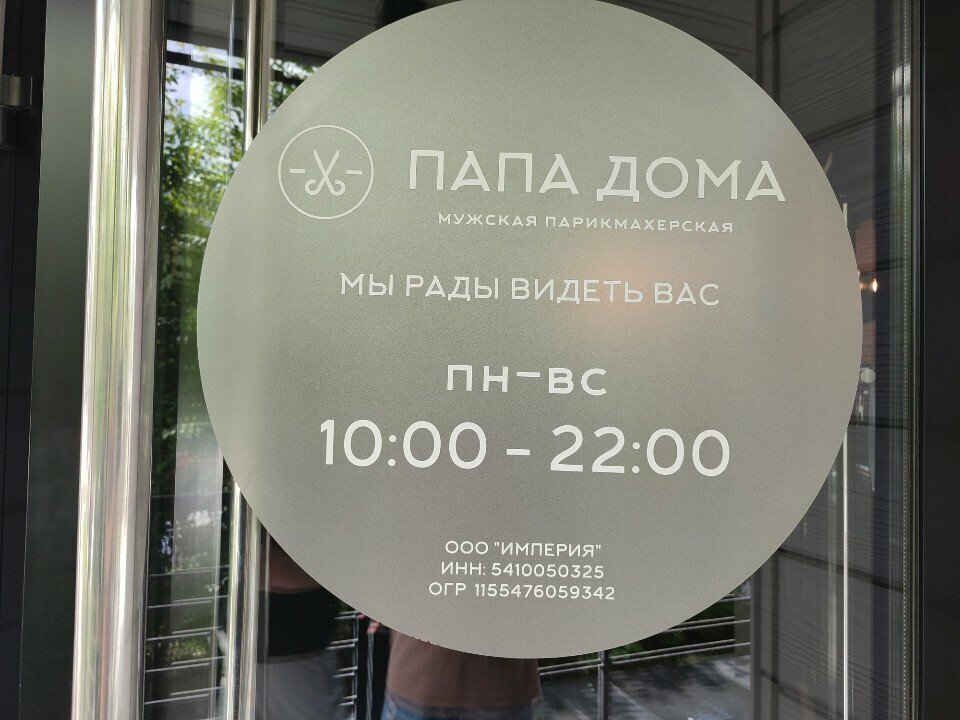 ПАПА ДОМА
МУЖСКАЯ ПАРИКМАХЕРСКАЯ
МЫ РАДЫ ВИДЕТЬ ВАС
ПН-ВС
10:00 - 22:00
ООО "ИМПЕРИЯ"
ИНН: 5410050325
ОГР 1155476059342